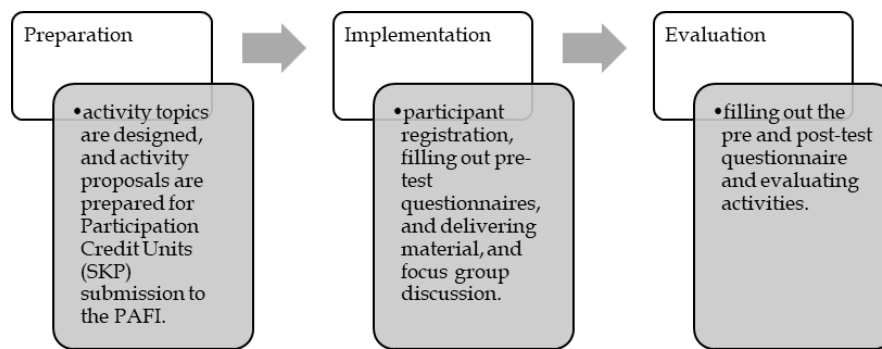 Preparation
•activity topics
are designed,
and activity
proposals are
prepared for
Participation
Credit Units
(SKP)
submission to
the PAFI.
Implementation
•participant
registration,
filling out pre-
test
questionnaires,
and delivering
material, and
focus group
discussion.
Evaluation
•filling out the
pre and post-test
questionnaire
and evaluating
activities.